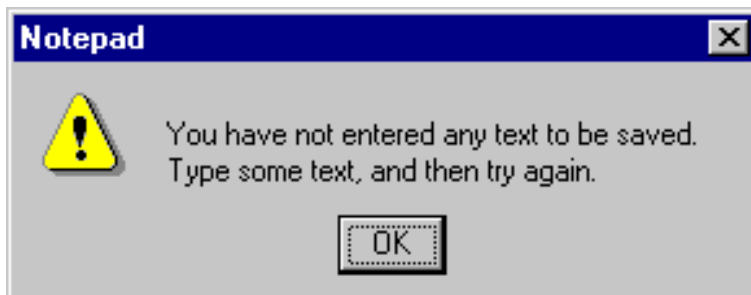 Notepad
You have not entered any text to be saved.
Type some text, and then try again.
OK